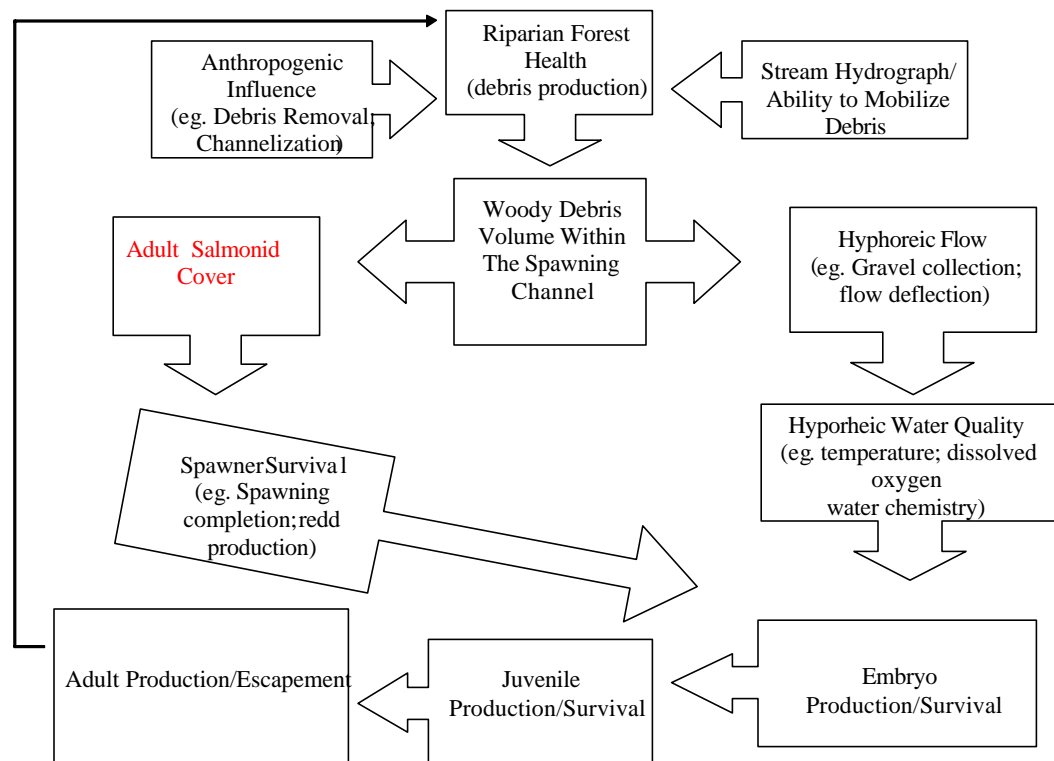 Riparian Forest
Health
(debris production)
Anthropogenic
Influence
(eg. Debris Removal;
Channelization)
Stream Hydrograph/
Ability to Mobilize
Debris
Woody Debris
Volume Within
The Spawning
Channel
Adult Salmonid
Cover
Hyphoreic Flow
(eg. Gravel collection;
flow deflection)
Hyporheic Water Quality
(eg. temperature; dissolved
oxygen
water chemistry)
Spawner Survival
(eg. Spawning
completion; redd
production)
Adult Production/Escapement
Juvenile
Production/Survival
Embryo
Production/Survival